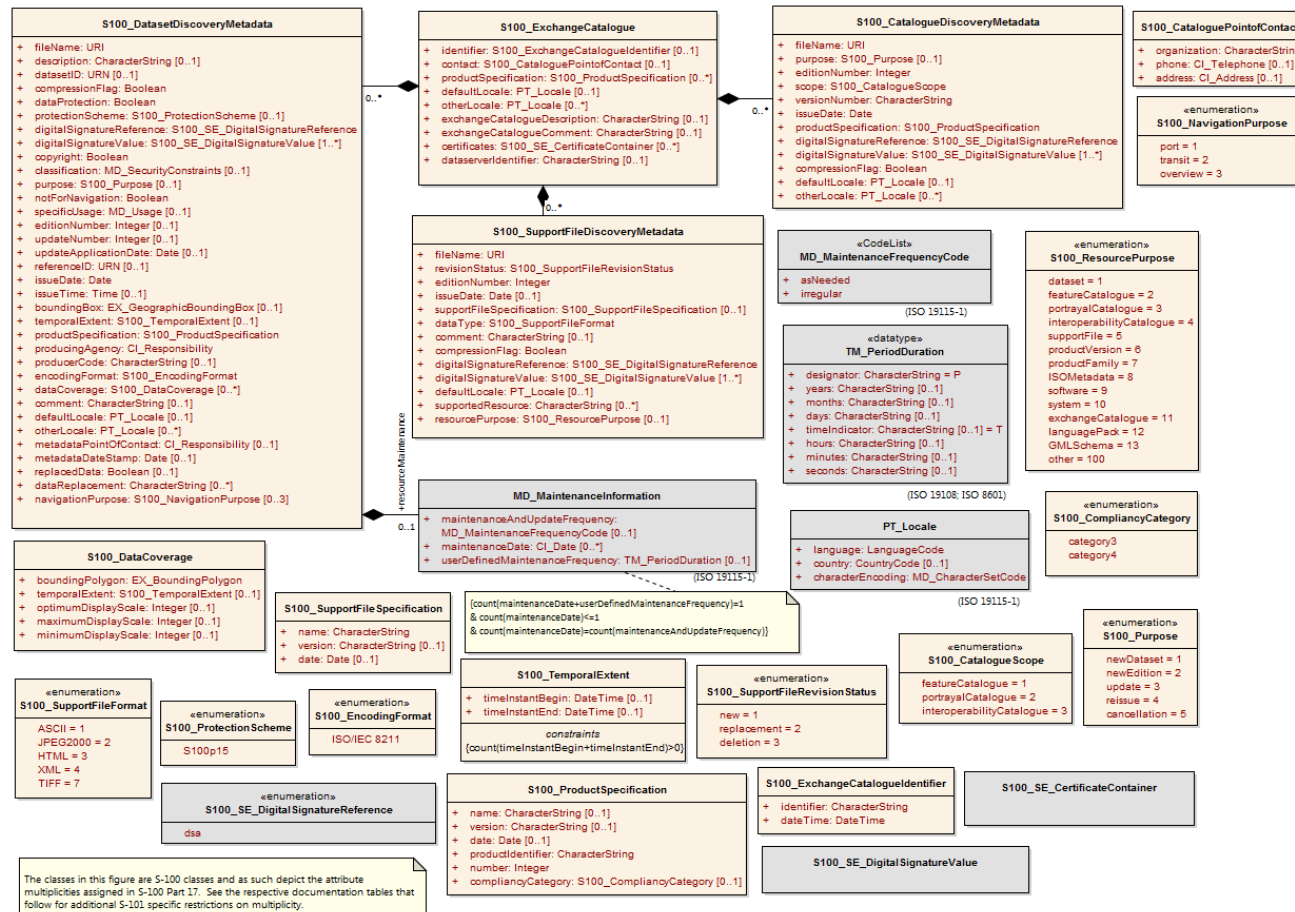 S100_DatasetDiscoveryMetadata
+ fileName: URI
+ description: CharacterString [0..1]
+ datasetID: URN [0..1]
+ compressionFlag: Boolean
+ dataProtection: Boolean
+ protectionScheme: S100_ProtectionScheme [0..1]
+ digitalSignatureReference: S100_SE_DigitalSignatureReference
+ digitalSignatureValue: S100_SE_DigitalSignatureValue [1..*]
+ copyright: Boolean
+ classification: MD_SecurityConstraints [0..1]
+ purpose: S100_Purpose [0..1]
+ notForNavigation: Boolean
+ specificUsage: MD_Usage [0..1]
+ editionNumber: Integer [0..1]
+ updateNumber: Integer [0..1]
+ updateApplicationDate: Date [0..1]
+ referenceID: URN [0..1]
+ issueDate: Date
+ issueTime: Time [0..1]
+ boundingBox: EX_GeographicBoundingBox [0..1]
+ temporalExtent: S100_TemporalExtent [0..1]
+ productSpecification: S100_ProductSpecification
+ producingAgency: CI_Responsibility
+ producerCode: CharacterString [0..1]
+ encodingFormat: S100_EncodingFormat
+ dataCoverage: S100_DataCoverage [0..*]
+ comment: CharacterString [0..1]
+ defaultLocale: PT_Locale [0..1]
+ otherLocale: PT_Locale [0..*]
+ metadataPointOfContact: CI_Responsibility [0..1]
+ metadataDateStamp: Date [0..1]
+ replacedData: Boolean [0..1]
+ dataReplacement: CharacterString [0..*]
+ navigationPurpose: S100_NavigationPurpose [0..3]
0..*
S100_ExchangeCatalogue
+ identifier: S100_ExchangeCatalogueIdentifier [0..1]
+ contact: S100_CataloguePointofContact [0..1]
+ productSpecification: S100_ProductSpecification [0..*]
+ defaultLocale: PT_Locale [0..1]
+ otherLocale: PT_Locale [0..*]
+ exchangeCatalogueDescription: CharacterString [0..1]
+ exchangeCatalogueComment: CharacterString [0..1]
+ certificates: S100_SE_CertificateContainer [0..*]
+ dataserverIdentifier: CharacterString [0..1]
0..*
0..*
S100_CatalogueDiscoveryMetadata
+ fileName: URI
+ purpose: S100_Purpose [0..1]
+ editionNumber: Integer
+ scope: S100_CatalogueScope
+ versionNumber: CharacterString
+ issueDate: Date
+ productSpecification: S100_ProductSpecification
+ digitalSignatureReference: S100_SE_DigitalSignatureReference
+ digitalSignatureValue: S100_SE_DigitalSignatureValue [1..*]
+ compressionFlag: Boolean
+ defaultLocale: PT_Locale [0..1]
+ otherLocale: PT_Locale [0..*]
S100_CataloguePointofContact
+ organization: CharacterString
+ phone: CI_Telephone [0..1]
+ address: CI_Address [0..1]
«enumeration»
S100_NavigationPurpose
port = 1
transit = 2
overview = 3
S100_SupportFileDiscoveryMetadata
+ fileName: URI
+ revisionStatus: S100_SupportFileRevisionStatus
+ editionNumber: Integer
+ issueDate: Date [0..1]
+ supportFileSpecification: S100_SupportFileSpecification [0..1]
+ dataType: S100_SupportFileFormat
+ comment: CharacterString [0..1]
+ compressionFlag: Boolean
+ digitalSignatureReference: S100_SE_DigitalSignatureReference
+ digitalSignatureValue: S100_SE_DigitalSignatureValue [1..*]
+ defaultLocale: PT_Locale [0..1]
+ supportedResource: CharacterString [0..*]
+ resourcePurpose: S100_ResourcePurpose [0..1]
«CodeList»
MD_MaintenanceFrequencyCode
+ asNeeded
+ irregular
(ISO 19115-1)
«datatype»
TM_PeriodDuration
+ designator: CharacterString = P
+ years: CharacterString [0..1]
+ months: CharacterString [0..1]
+ days: CharacterString [0..1]
+ timeIndicator: CharacterString [0..1] = T
+ hours: CharacterString [0..1]
+ minutes: CharacterString [0..1]
+ seconds: CharacterString [0..1]
(ISO 19108; ISO 8601)
«enumeration»
S100_ResourcePurpose
dataset = 1
featureCatalogue = 2
portrayalCatalogue = 3
interoperabilityCatalogue = 4
supportFile = 5
productVersion = 6
productFamily = 7
ISOMetadata = 8
software = 9
system = 10
exchangeCatalogue = 11
languagePack = 12
GMLSchema = 13
other = 100
+resourceMaintenance
0..1
MD_MaintenanceInformation
+ maintenanceAndUpdateFrequency:
MD_MaintenanceFrequencyCode [0..1]
+ maintenanceDate: CI_Date [0..*]
+ userDefinedMaintenanceFrequency: TM_PeriodDuration [0..1]
(ISO 19115-1)
{count(maintenanceDate+userDefinedMaintenanceFrequency)=1
& count(maintenanceDate)<=1
& count(maintenanceDate)=count(maintenanceAndUpdateFrequency)}
PT_Locale
+ language: LanguageCode
+ country: CountryCode [0..1]
+ characterEncoding: MD_CharacterSetCode
(ISO 19115-1)
«enumeration»
S100_CompliancyCategory
category3
category4
S100_DataCoverage
+ boundingPolygon: EX_BoundingPolygon
+ temporalExtent: S100_TemporalExtent [0..1]
+ optimumDisplayScale: Integer [0..1]
+ maximumDisplayScale: Integer [0..1]
+ minimumDisplayScale: Integer [0..1]
S100_SupportFileSpecification
+ name: CharacterString
+ version: CharacterString [0..1]
+ date: Date [0..1]
S100_TemporalExtent
+ timeInstantBegin: DateTime [0..1]
+ timeInstantEnd: DateTime [0..1]
constraints
{count(timeInstantBegin+timeInstantEnd)>0}
«enumeration»
S100_SupportFileRevisionStatus
new = 1
replacement = 2
deletion = 3
«enumeration»
S100_CatalogueScope
featureCatalogue = 1
portrayalCatalogue = 2
interoperabilityCatalogue = 3
«enumeration»
S100_Purpose
newDataset = 1
newEdition = 2
update = 3
reissue = 4
cancellation = 5
«enumeration»
S100_SupportFileFormat
ASCII = 1
JPEG2000 = 2
HTML = 3
XML = 4
TIFF = 7
«enumeration»
S100_ProtectionScheme
S100p15
«enumeration»
S100_EncodingFormat
ISO/IEC 8211
«enumeration»
S100_SE_DigitalSignatureReference
dsa
S100_ProductSpecification
+ name: CharacterString [0..1]
+ version: CharacterString [0..1]
+ date: Date [0..1]
+ productIdentifier: CharacterString
+ number: Integer
+ compliancyCategory: S100_CompliancyCategory [0..1]
S100_ExchangeCatalogueIdentifier
+ identifier: CharacterString
+ dateTime: DateTime
S100_SE_CertificateContainer
S100_SE_DigitalSignatureValue
The classes in this figure are S-100 classes and as such depict the attribute
multiplicities assigned in S-100 Part 17. See the respective documentation tables that
follow for additional S-101 specific restrictions on multiplicity.